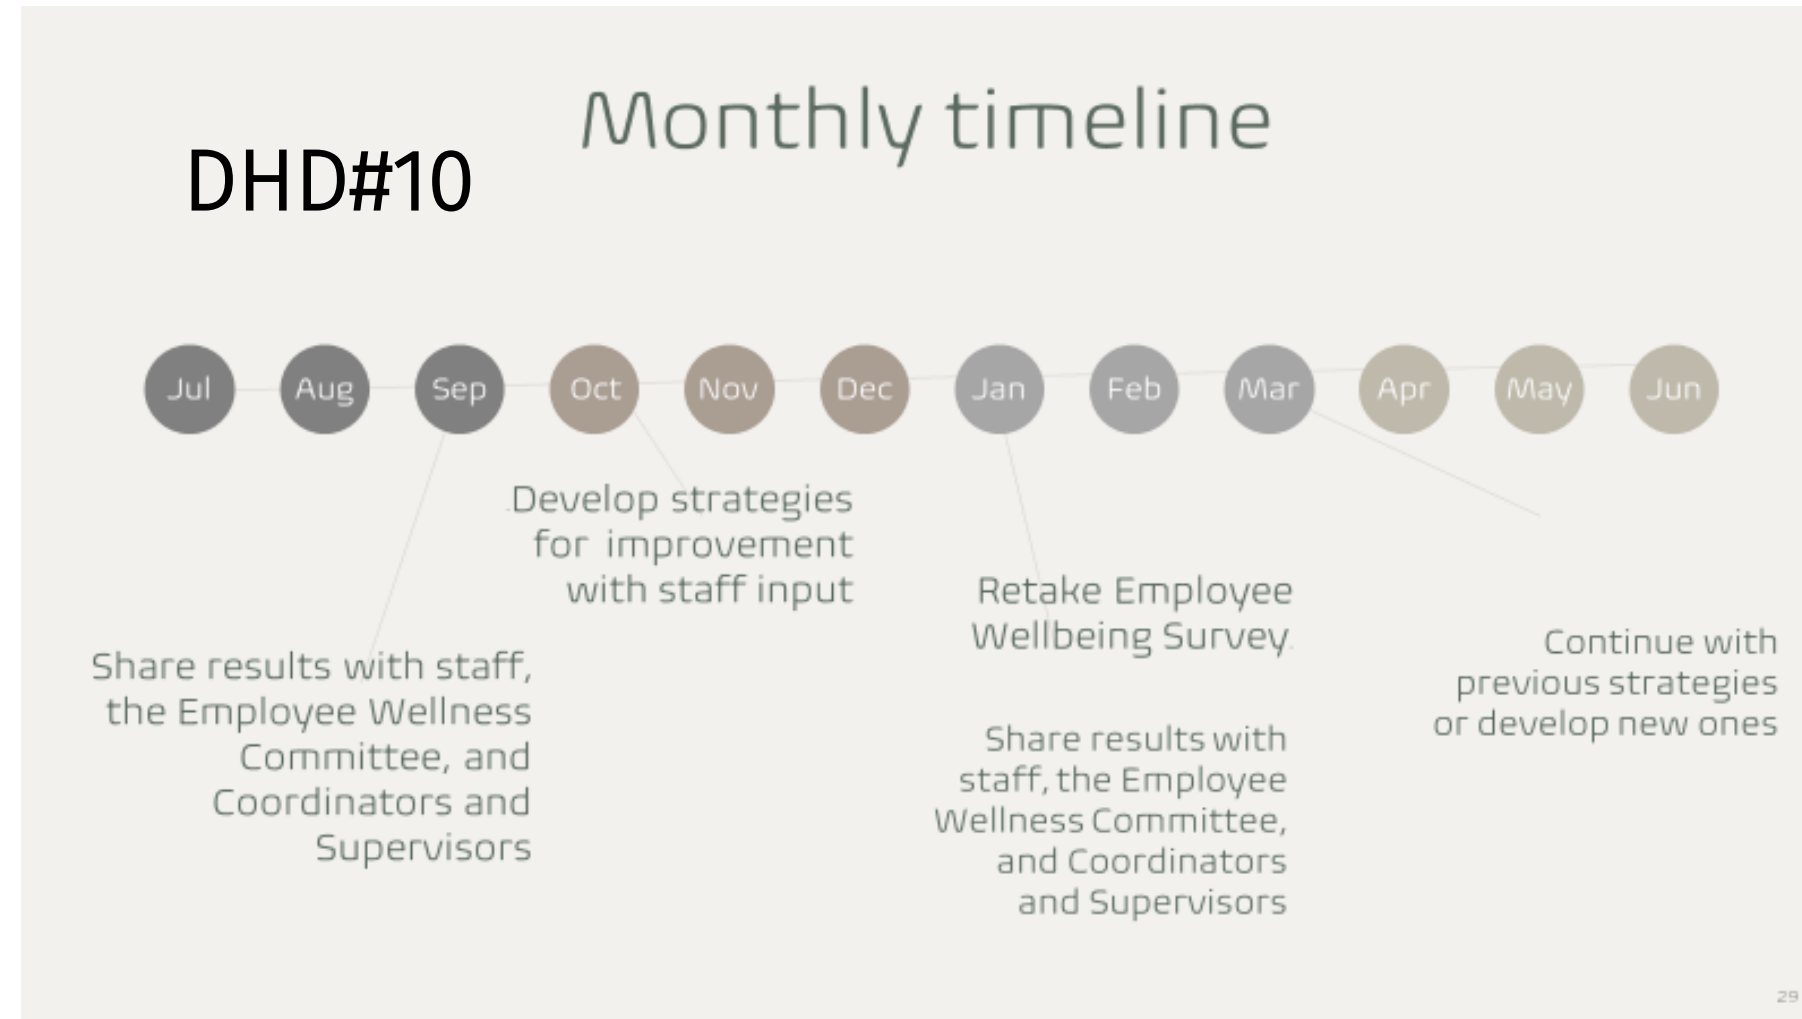 Monthly timeline
DHD#10
Jul Aug Sep Oct Nov Dec Jan Feb Mar Apr May Jun
.Develop strategies
for improvement
with staff input
Share results with staff,
the Employee Wellness
Committee, and
Coordinators and
Supervisors
Retake Employee
Wellbeing Survey.
Share results with
staff, the Employee
Wellness Committee,
and Coordinators
and Supervisors
Continue with
previous strategies
or develop new ones
29